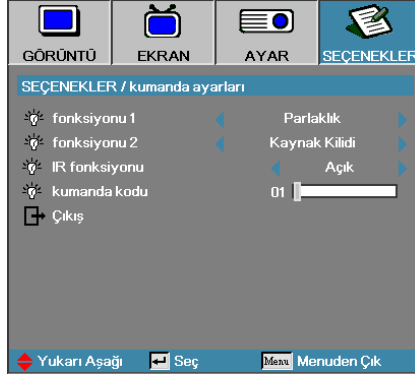 GÖRÜNTÜ EKRAN AYAR SEÇENEKLER
SEÇENEKLER / kumanda ayarları
fonksiyonu 1 Parlaklık
fonksiyonu 2 Kaynak Kilidi
IR fonksiyonu Açık
kumanda kodu 01
Çıkış
Yukarı Aşağı Seç Menu Menuden Çık